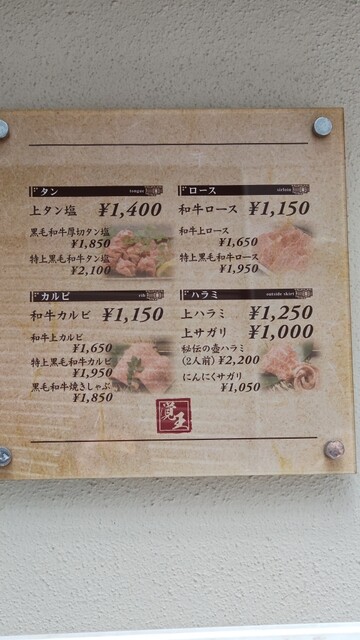 タン tongue
上タン塩 ¥1,400
黒毛和牛厚切タン塩
¥1,850
特上黒毛和牛タン塩
¥2,100
ロース sirloin
和牛ロース ¥1,150
和牛上ロース
¥1,650
特上黒毛和牛ロース
¥1,950
カルビ rib
和牛カルビ ¥1,150
和牛上カルビ
¥1,650
特上黒毛和牛カルビ
¥1,950
黒毛和牛焼きしゃぶ
¥1,850
ハラミ outside skert
上ハラミ ¥1,250
上サガリ ¥1,000
秘伝の壺ハラミ
(2人前) ¥2,200
にんにくサガリ
¥1,050
覚王